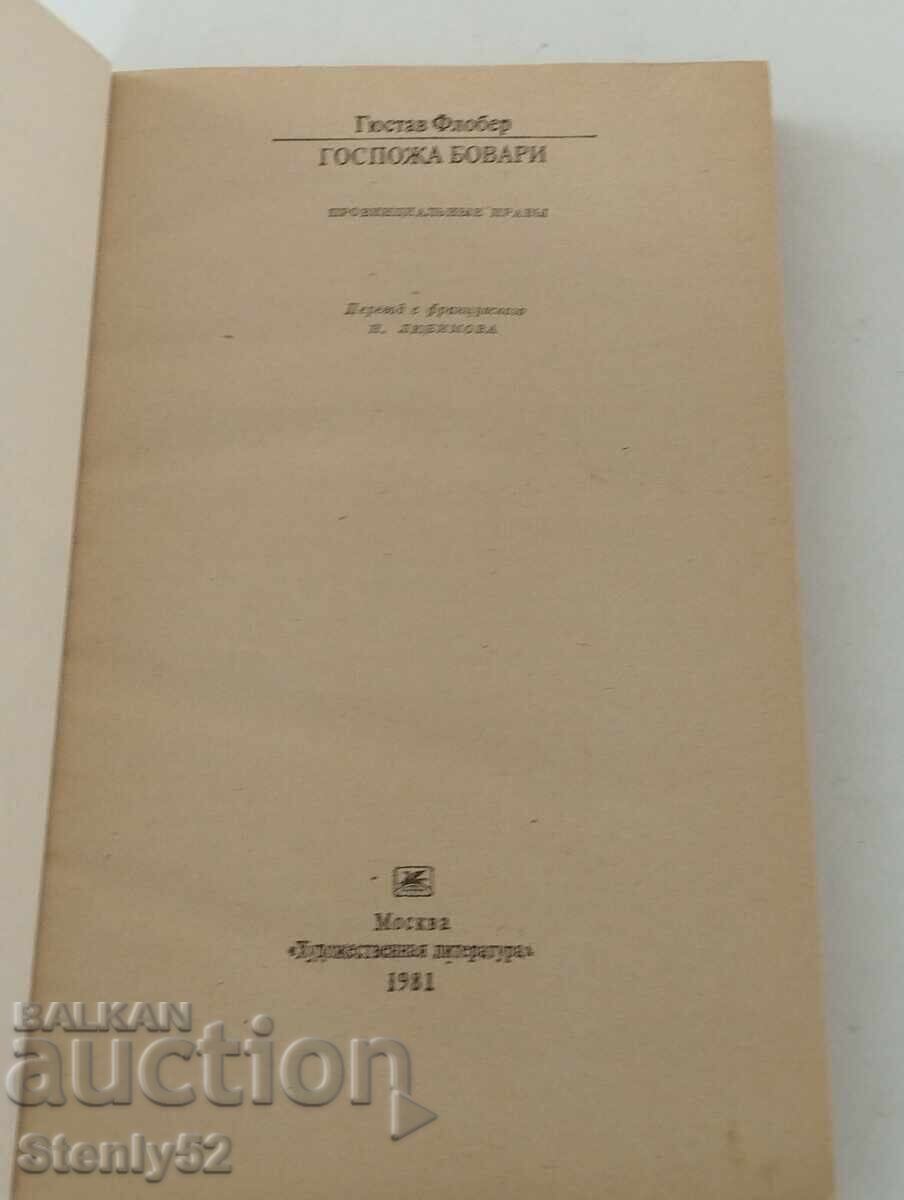 Гюстав Флобер
ГОСПОЖА БОВАРИ
ПРОВИНЦИАЛЬНЫЕ НРАВЫ
Перевод с французского
Н. ЛЮБИМОВА
Москва
«Художественная литература»
1981
BALKAN
auction
Stenly52